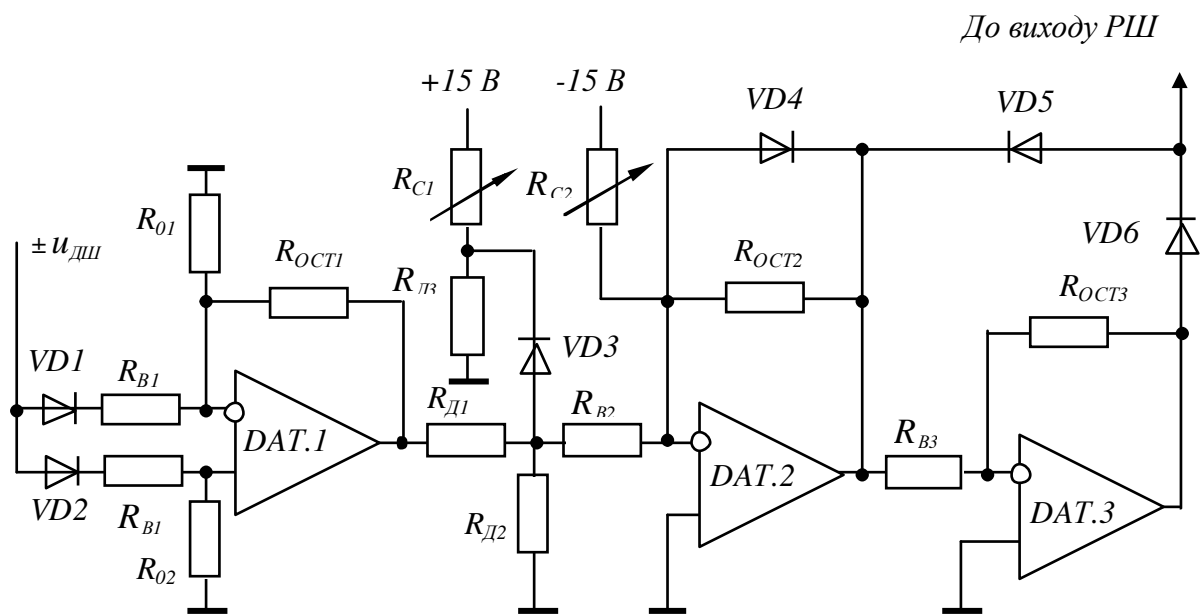 До виходу РШ
+15 В
-15 В
VD4
VD5
R_C1
R_C2
R_01
± u_ДШ
R_ОСТ1
R_ОСТ2
VD6
R_ОСТ3
R_Д3
VD1
R_В1
VD3
R_Д1
R_В2
R_В3
DAT.1
DAT.2
DAT.3
VD2
R_В1
R_Д2
R_02